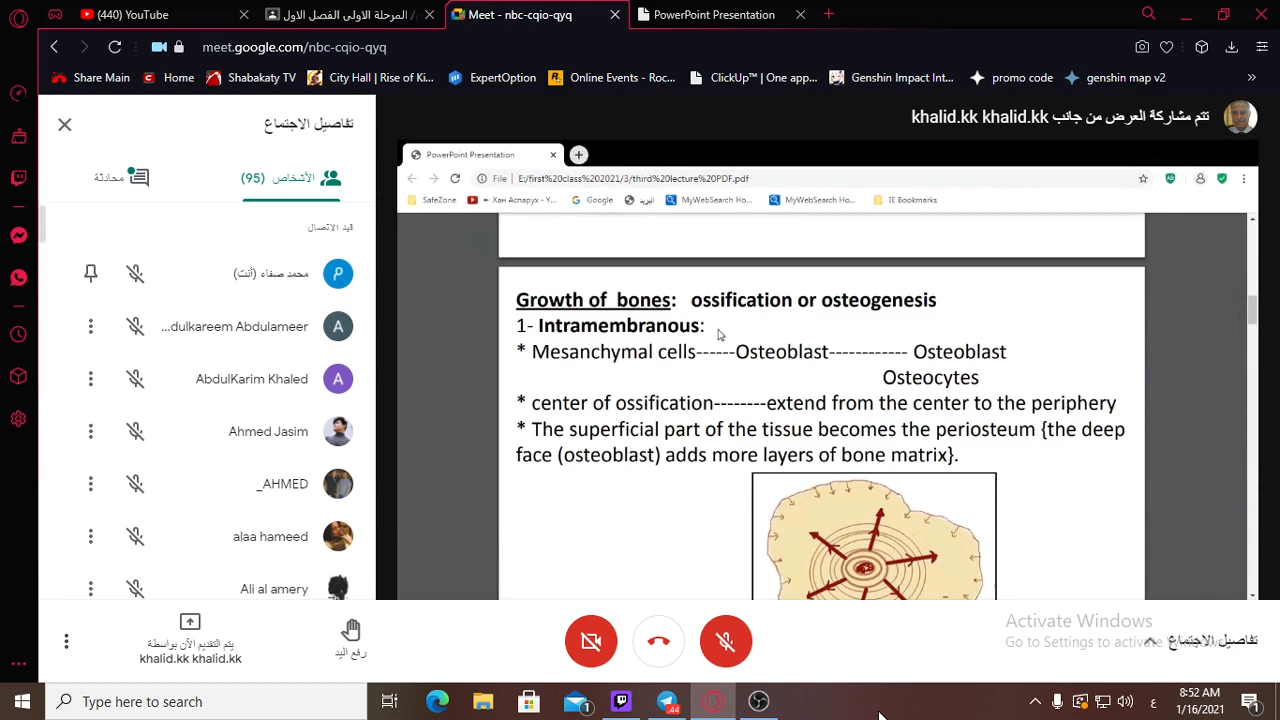 (440) YouTube
المرحلة الاولى الفصل الاول /
Meet - nbc-cqio-qyq
PowerPoint Presentation
meet.google.com/nbc-cqio-qyq
Share Main
Home
Shabakaty TV
City Hall | Rise of Ki...
ExpertOption
Online Events - Roc...
ClickUp™ | One app...
Genshin Impact Int...
promo code
genshin map v2
تفاصيل الاجتماع
الأشخاص (95)
محادثة
قيد الاتصال
محمد صفاء (أنت)
...dulkareem Abdulameer
AbdulKarim Khaled
Ahmed Jasim
_AHMED
alaa hameed
Ali al amery
تتم مشاركة العرض من جانب khalid.kk khalid.kk
PowerPoint Presentation
File
E:/first%20class%202021/3/third%20lecture%20PDF.pdf
SafeZone
Хан Аспарух - Y...
Google
البريد
MyWebSearch Ho...
MyWebSearch Ho...
IE Bookmarks
Growth of bones: ossification or osteogenesis
1- Intramembranous:
* Mesanchymal cells------Osteoblast------------ Osteoblast
Osteocytes
* center of ossification--------extend from the center to the periphery
* The superficial part of the tissue becomes the periosteum {the deep
face (osteoblast) adds more layers of bone matrix}.
يتم التقديم الآن بواسطة
khalid.kk khalid.kk
رفع اليد
Activate Windows
Go to Settings to activate Windows.
تفاصيل الاجتماع
Type here to search
44
8:52 AM
1/16/2021